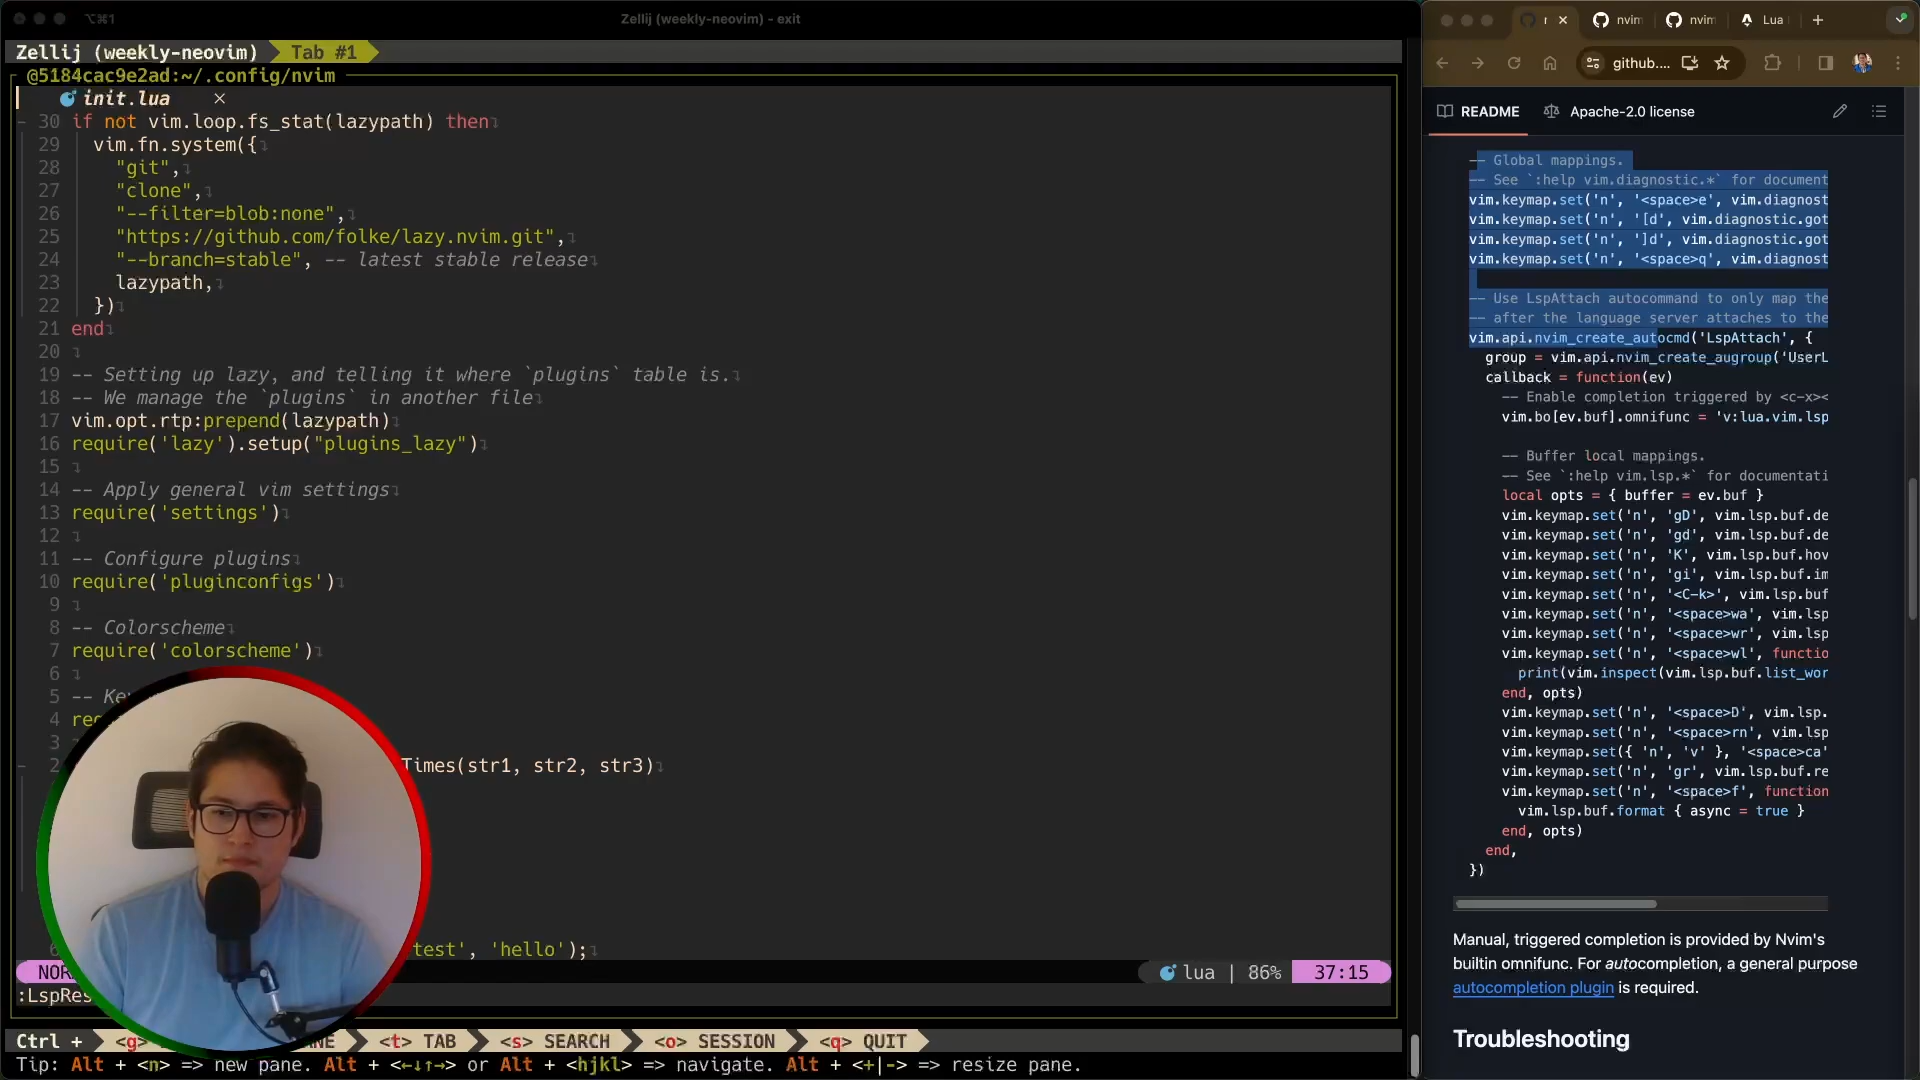 ⌥⌘1
Zellij (weekly-neovim) - exit
Zellij (weekly-neovim) Tab #1
@5184cac9e2ad:~/.config/nvim
init.lua ×
30 if not vim.loop.fs_stat(lazypath) then
29 vim.fn.system({
28 "git",
27 "clone",
26 "--filter=blob:none",
25 "https://github.com/folke/lazy.nvim.git",
24 "--branch=stable", -- latest stable release
23 lazypath,
22 })
21 end
20
19 -- Setting up lazy, and telling it where `plugins` table is.
18 -- We manage the `plugins` in another file
17 vim.opt.rtp:prepend(lazypath)
16 require('lazy').setup("plugins_lazy")
15
14 -- Apply general vim settings
13 require('settings')
12
11 -- Configure plugins
10 require('pluginconfigs')
9
8 -- Colorscheme
7 require('colorscheme')
6
5 -- Ke
4 req
3
2 Times(str1, str2, str3)
6 test', 'hello');
NOR lua | 86% 37:15
:LspRes
Ctrl + <g> ANE <t> TAB <s> SEARCH <o> SESSION <q> QUIT
Tip: Alt + <n> => new pane. Alt + <←↓↑→> or Alt + <hjkl> => navigate. Alt + <+|-> => resize pane.
nvim nvim Lua
github....
README Apache-2.0 license
-- Global mappings.
-- See `:help vim.diagnostic.*` for document
vim.keymap.set('n', '<space>e', vim.diagnost
vim.keymap.set('n', '[d', vim.diagnostic.got
vim.keymap.set('n', ']d', vim.diagnostic.got
vim.keymap.set('n', '<space>q', vim.diagnost
-- Use LspAttach autocommand to only map the
-- after the language server attaches to the
vim.api.nvim_create_autocmd('LspAttach', {
group = vim.api.nvim_create_augroup('UserL
callback = function(ev)
-- Enable completion triggered by <c-x><
vim.bo[ev.buf].omnifunc = 'v:lua.vim.lsp
-- Buffer local mappings.
-- See `:help vim.lsp.*` for documentati
local opts = { buffer = ev.buf }
vim.keymap.set('n', 'gD', vim.lsp.buf.de
vim.keymap.set('n', 'gd', vim.lsp.buf.de
vim.keymap.set('n', 'K', vim.lsp.buf.hov
vim.keymap.set('n', 'gi', vim.lsp.buf.im
vim.keymap.set('n', '<C-k>', vim.lsp.buf
vim.keymap.set('n', '<space>wa', vim.lsp
vim.keymap.set('n', '<space>wr', vim.lsp
vim.keymap.set('n', '<space>wl', functio
print(vim.inspect(vim.lsp.buf.list_wor
end, opts)
vim.keymap.set('n', '<space>D', vim.lsp.
vim.keymap.set('n', '<space>rn', vim.lsp
vim.keymap.set({ 'n', 'v' }, '<space>ca'
vim.keymap.set('n', 'gr', vim.lsp.buf.re
vim.keymap.set('n', '<space>f', function
vim.lsp.buf.format { async = true }
end, opts)
end,
})
Manual, triggered completion is provided by Nvim's
builtin omnifunc. For autocompletion, a general purpose
autocompletion plugin is required.
Troubleshooting